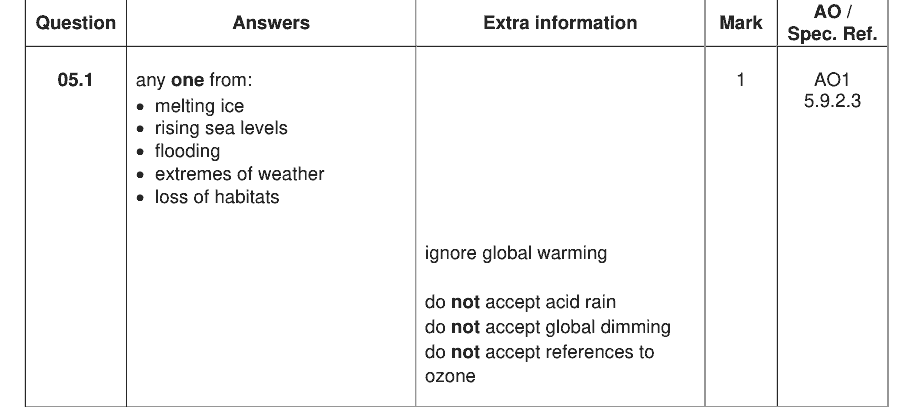 Question Answers Extra information Mark AO /
Spec. Ref.
05.1 any one from: 1 AO1
• melting ice 5.9.2.3
• rising sea levels
• flooding
• extremes of weather
• loss of habitats
ignore global warming
do not accept acid rain
do not accept global dimming
do not accept references to
ozone